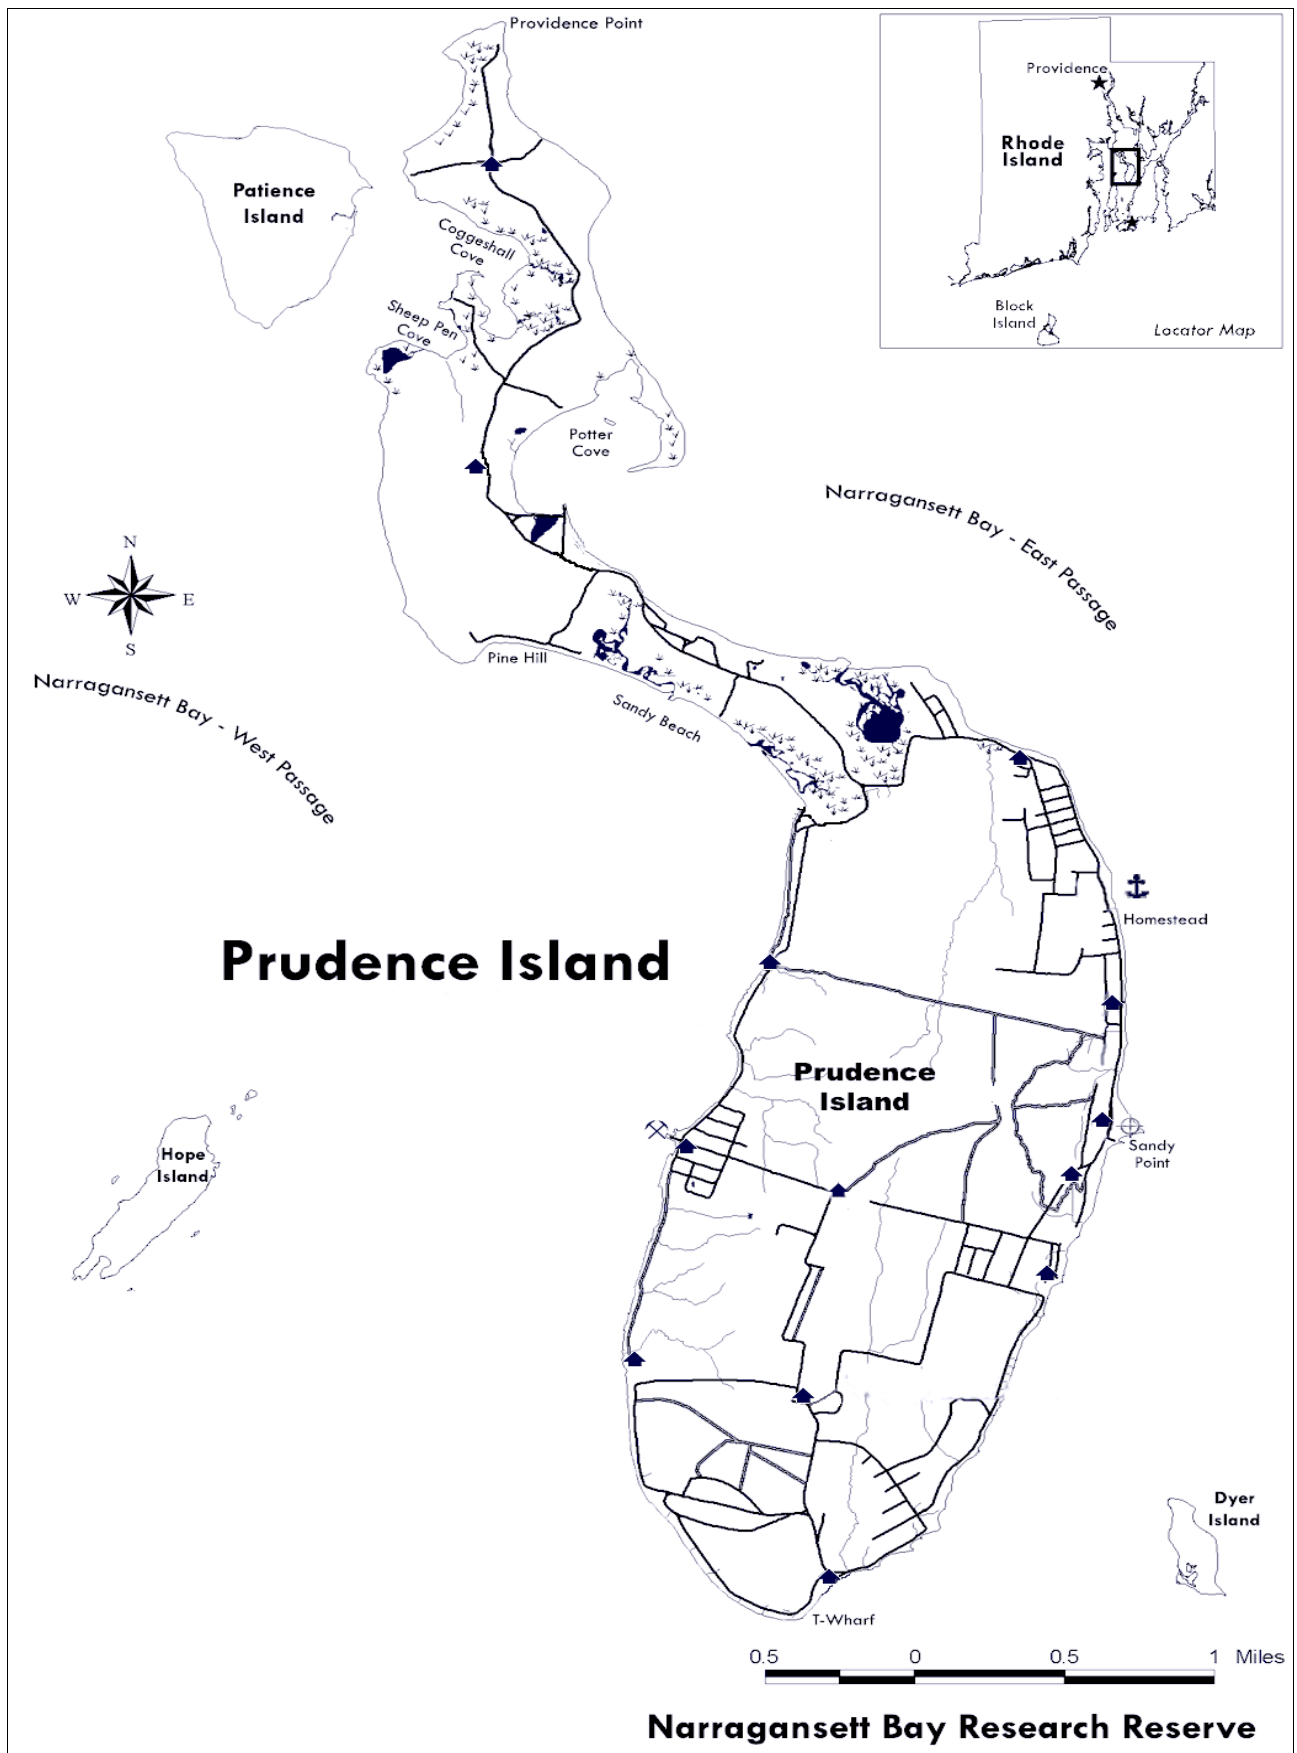 Providence Point
Providence
Rhode
Island
Block
Island
Locator Map
Patience
Island
Coggeshall
Cove
Sheep Pen
Cove
Potter
Cove
Narragansett Bay - East Passage
N
W
E
S
Pine Hill
Sandy Beach
Narragansett Bay - West Passage
Homestead
Prudence Island
Prudence
Island
Hope
Island
Sandy
Point
Dyer
Island
T-Wharf
0.5 0 0.5 1 Miles
Narragansett Bay Research Reserve